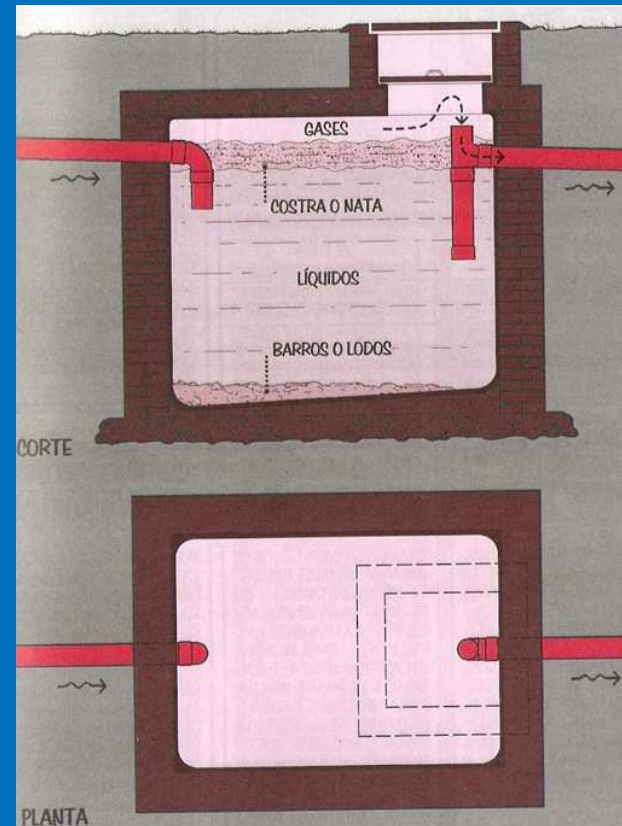 GASES
COSTRA O NATA
LÍQUIDOS
BARROS O LODOS
CORTE
PLANTA